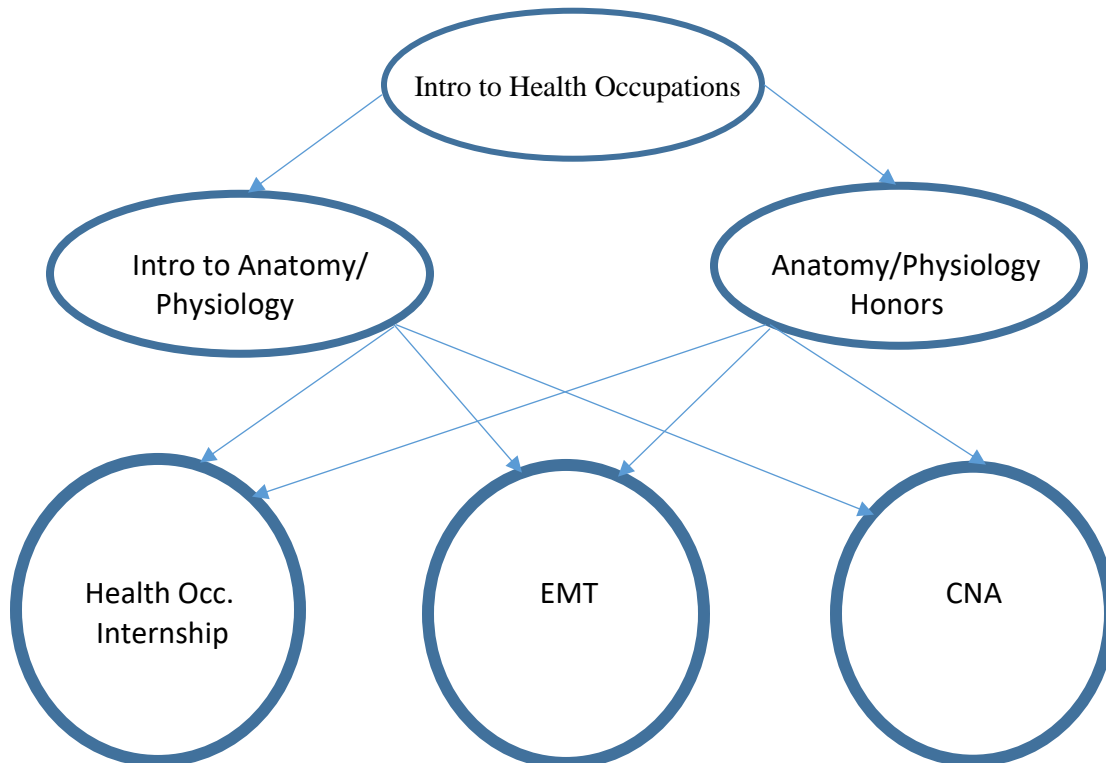 Intro to Health Occupations
Intro to Anatomy/
Physiology
Anatomy/Physiology
Honors
Health Occ.
Internship
EMT
CNA